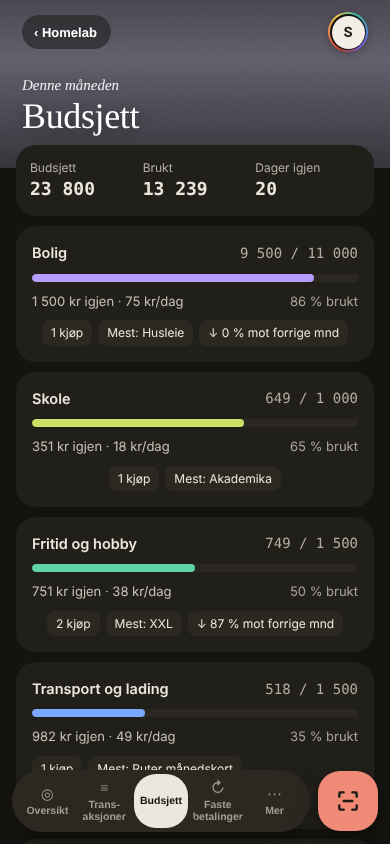 ‹ Homelab
S
Denne måneden
Budsjett
Budsjett Brukt Dager igjen
23 800 13 239 20
Bolig 9 500 / 11 000
1 500 kr igjen · 75 kr/dag 86 % brukt
1 kjøp Mest: Husleie ↓ 0 % mot forrige mnd
Skole 649 / 1 000
351 kr igjen · 18 kr/dag 65 % brukt
1 kjøp Mest: Akademika
Fritid og hobby 749 / 1 500
751 kr igjen · 38 kr/dag 50 % brukt
2 kjøp Mest: XXL ↓ 87 % mot forrige mnd
Transport og lading 518 / 1 500
982 kr igjen · 49 kr/dag 35 % brukt
1 kjøp Mest: Ruter månedskort
Oversikt
Trans-
aksjoner
Budsjett
Faste
betalinger
Mer